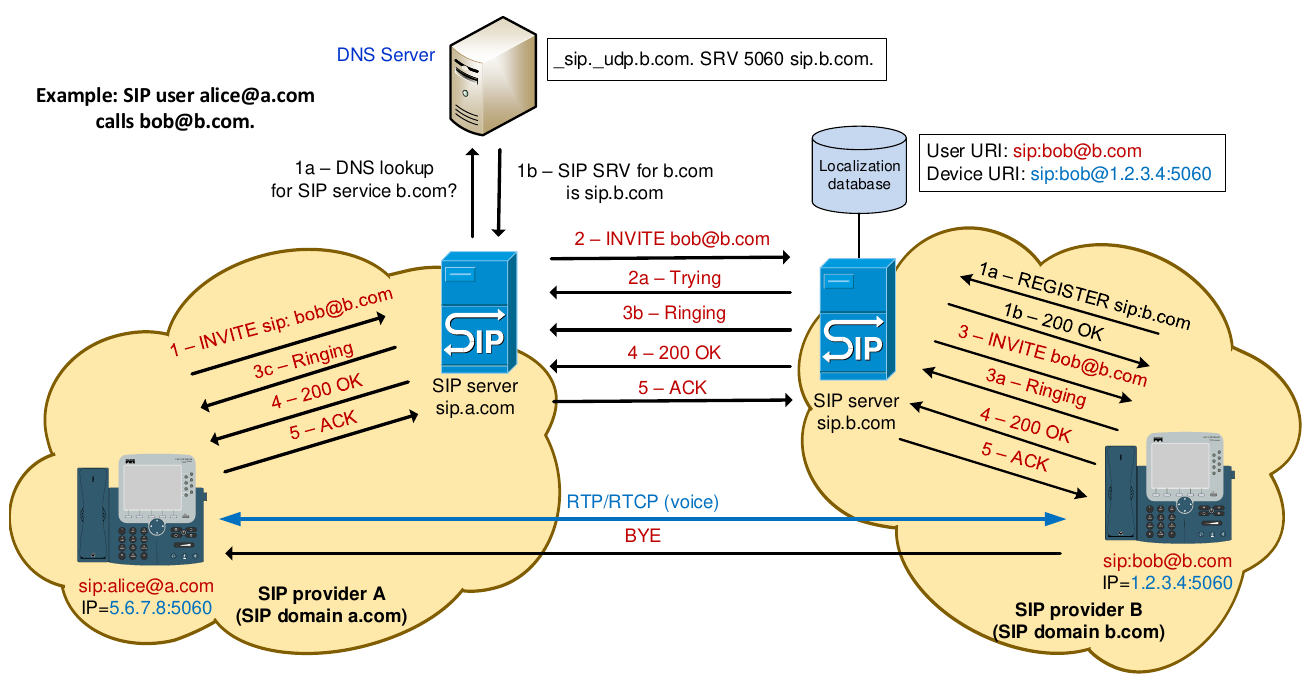 DNS Server
_sip._udp.b.com. SRV 5060 sip.b.com.
Example: SIP user alice@a.com
calls bob@b.com.
1a – DNS lookup
for SIP service b.com?
1b – SIP SRV for b.com
is sip.b.com
Localization
database
User URI: sip:bob@b.com
Device URI: sip:bob@1.2.3.4:5060
2 – INVITE bob@b.com
2a – Trying
3b – Ringing
4 – 200 OK
5 – ACK
1 – INVITE sip: bob@b.com
3c – Ringing
4 – 200 OK
5 – ACK
SIP
SIP server
sip.a.com
SIP
SIP server
sip.b.com
1a – REGISTER sip:b.com
1b – 200 OK
3 – INVITE bob@b.com
3a – Ringing
4 – 200 OK
5 – ACK
RTP/RTCP (voice)
BYE
sip:alice@a.com
IP=5.6.7.8:5060
SIP provider A
(SIP domain a.com)
sip:bob@b.com
IP=1.2.3.4:5060
SIP provider B
(SIP domain b.com)